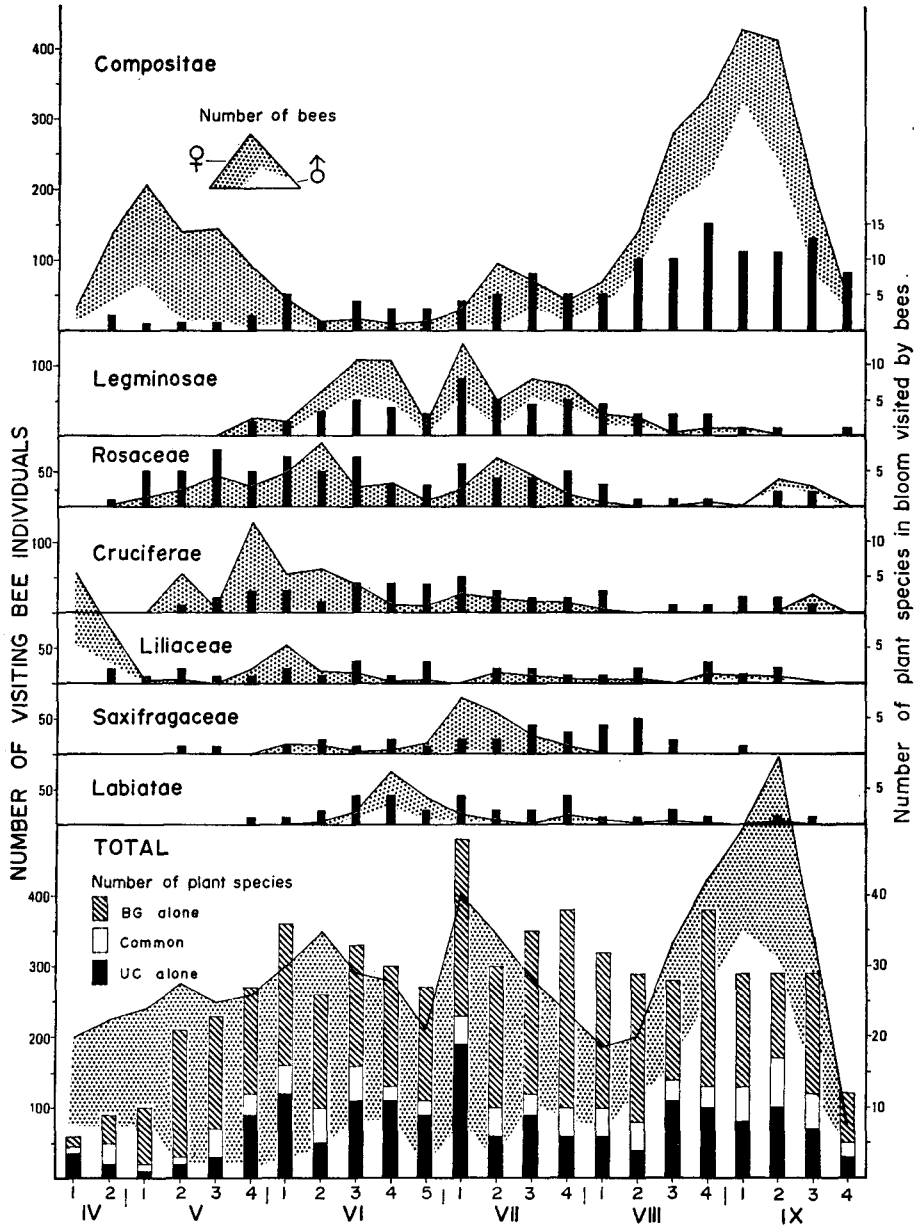 400
Compositae
Number of bees
♀
♂
300
200
100
15
10
5
100
Legminosae
10
5
50
Rosaceae
5
100
Cruciferae
10
5
50
Liliaceae
5
50
Saxifragaceae
5
50
Labiatae
5
TOTAL
Number of plant species
BG alone
Common
UC alone
400
300
200
100
40
30
20
10
1 2 1 2 3 4 1 2 3 4 5 1 2 3 4 1 2 3 4 1 2 3 4
IV V VI VII VIII IX
NUMBER OF VISITING BEE INDIVIDUALS
Number of plant species in bloom visited by bees.